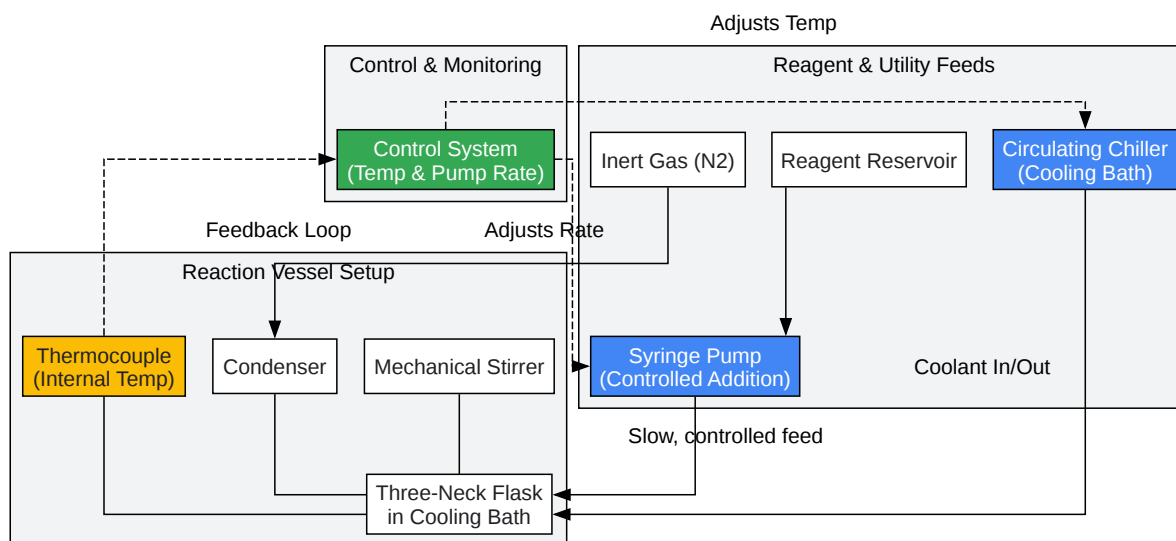 Adjusts Temp
Control & Monitoring
Reagent & Utility Feeds
Control System
(Temp & Pump Rate)
Inert Gas (N2)
Reagent Reservoir
Circulating Chiller
(Cooling Bath)
Feedback Loop
Adjusts Rate
Reaction Vessel Setup
Thermocouple
(Internal Temp)
Condenser
Mechanical Stirrer
Syringe Pump
(Controlled Addition)
Coolant In/Out
Slow, controlled feed
Three-Neck Flask
in Cooling Bath